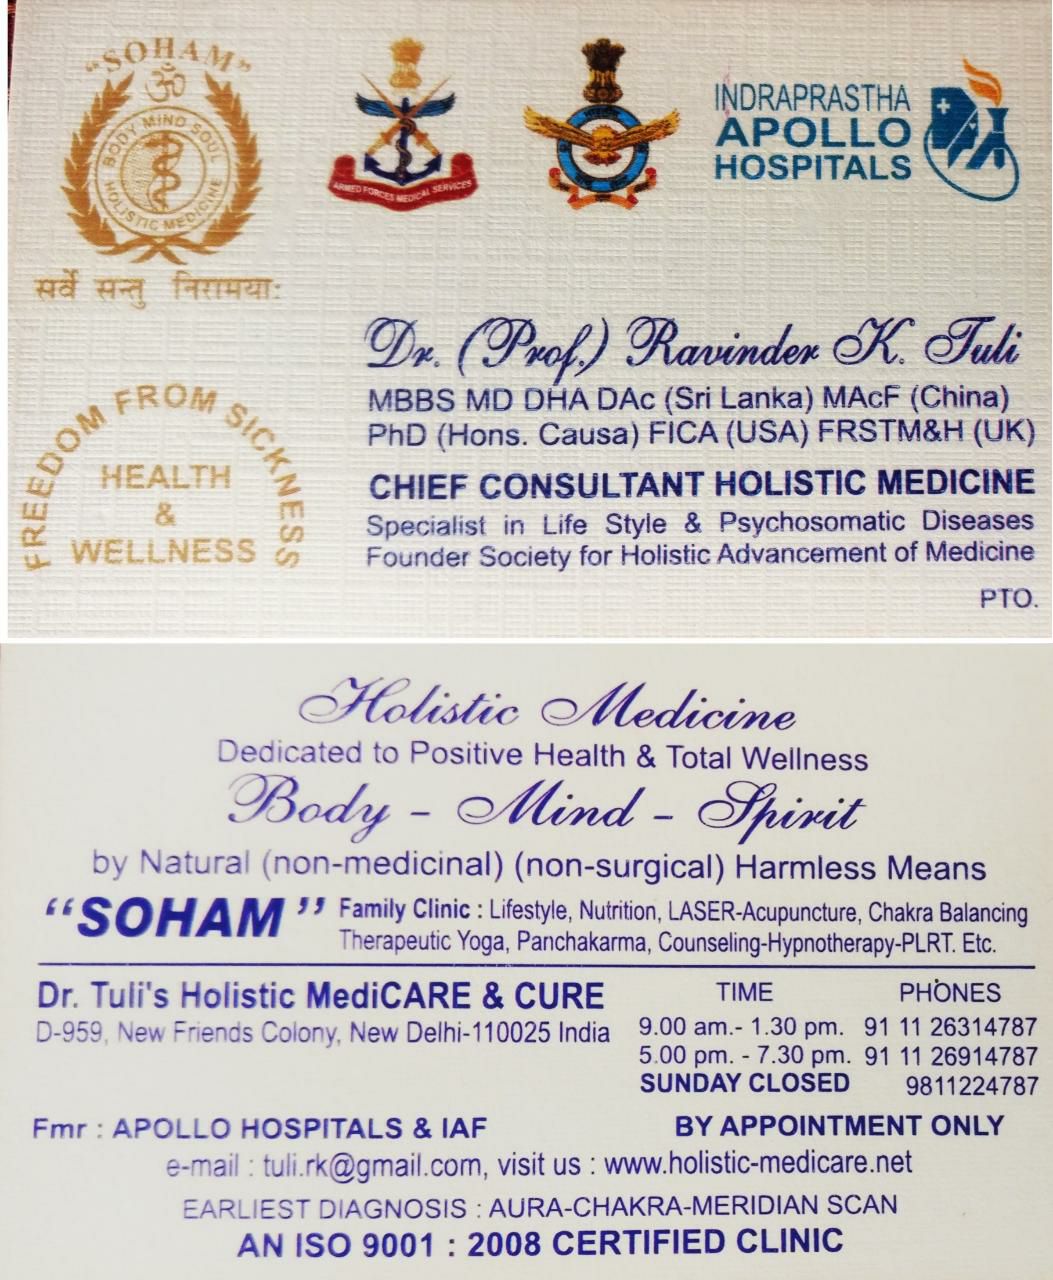 "SOHAM"
ॐ
BODY MIND SOUL
HOLISTIC MEDICINE
सर्वे सन्तु निरामया:
ARMED FORCES MEDICAL SERVICES
INDRAPRASTHA
APOLLO
HOSPITALS
FREEDOM FROM SICKNESS
HEALTH
&
WELLNESS
Dr. (Prof.) Ravinder K. Tuli
MBBS MD DHA DAc (Sri Lanka) MAcF (China)
PhD (Hons. Causa) FICA (USA) FRSTM&H (UK)
CHIEF CONSULTANT HOLISTIC MEDICINE
Specialist in Life Style & Psychosomatic Diseases
Founder Society for Holistic Advancement of Medicine
PTO.
Holistic Medicine
Dedicated to Positive Health & Total Wellness
Body - Mind - Spirit
by Natural (non-medicinal) (non-surgical) Harmless Means
"SOHAM" Family Clinic : Lifestyle, Nutrition, LASER-Acupuncture, Chakra Balancing
Therapeutic Yoga, Panchakarma, Counseling-Hypnotherapy-PLRT. Etc.
Dr. Tuli's Holistic MediCARE & CURE
D-959, New Friends Colony, New Delhi-110025 India
TIME PHONES
9.00 am.- 1.30 pm. 91 11 26314787
5.00 pm. - 7.30 pm. 91 11 26914787
SUNDAY CLOSED 9811224787
Fmr : APOLLO HOSPITALS & IAF BY APPOINTMENT ONLY
e-mail : tuli.rk@gmail.com, visit us : www.holistic-medicare.net
EARLIEST DIAGNOSIS : AURA-CHAKRA-MERIDIAN SCAN
AN ISO 9001 : 2008 CERTIFIED CLINIC